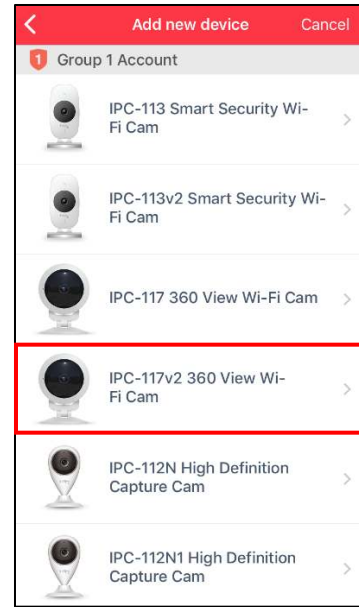 Add new device Cancel
1 Group 1 Account
IPC-113 Smart Security Wi-
Fi Cam
IPC-113v2 Smart Security Wi-
Fi Cam
IPC-117 360 View Wi-Fi Cam
IPC-117v2 360 View Wi-
Fi Cam
IPC-112N High Definition
Capture Cam
IPC-112N1 High Definition
Capture Cam